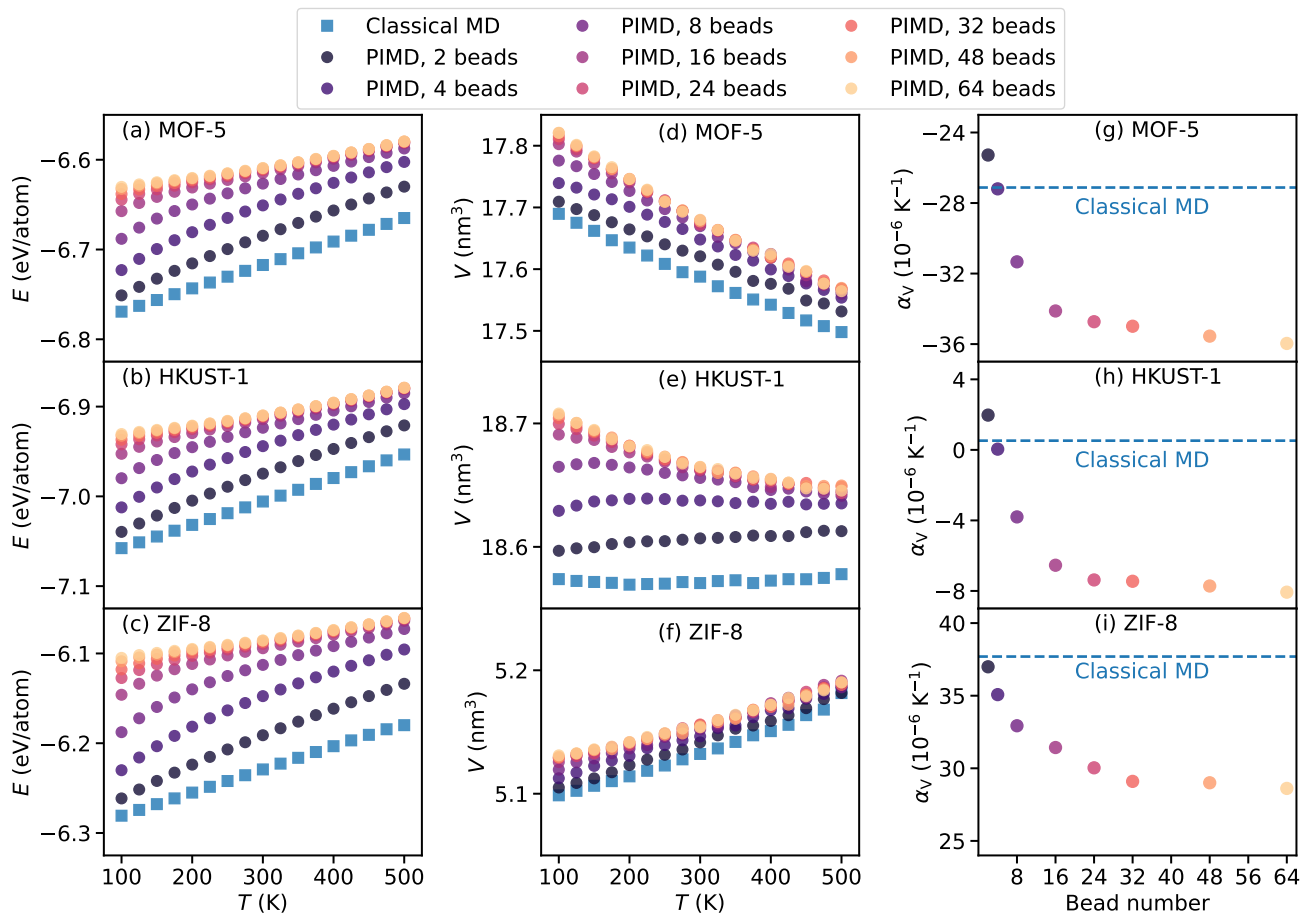 Classical MD
PIMD, 2 beads
PIMD, 4 beads
PIMD, 8 beads
PIMD, 16 beads
PIMD, 24 beads
PIMD, 32 beads
PIMD, 48 beads
PIMD, 64 beads
(a) MOF-5
E (eV/atom)
−6.6
−6.7
−6.8
(b) HKUST-1
E (eV/atom)
−6.9
−7.0
−7.1
(c) ZIF-8
E (eV/atom)
−6.1
−6.2
−6.3
100 200 300 400 500
T (K)
(d) MOF-5
V (nm³)
17.8
17.7
17.6
17.5
(e) HKUST-1
V (nm³)
18.7
18.6
(f) ZIF-8
V (nm³)
5.2
5.1
100 200 300 400 500
T (K)
(g) MOF-5
αV (10⁻⁶ K⁻¹)
−24
−28
−32
−36
Classical MD
(h) HKUST-1
αV (10⁻⁶ K⁻¹)
4
0
−4
−8
Classical MD
(i) ZIF-8
αV (10⁻⁶ K⁻¹)
40
35
30
25
Classical MD
8 16 24 32 40 48 56 64
Bead number